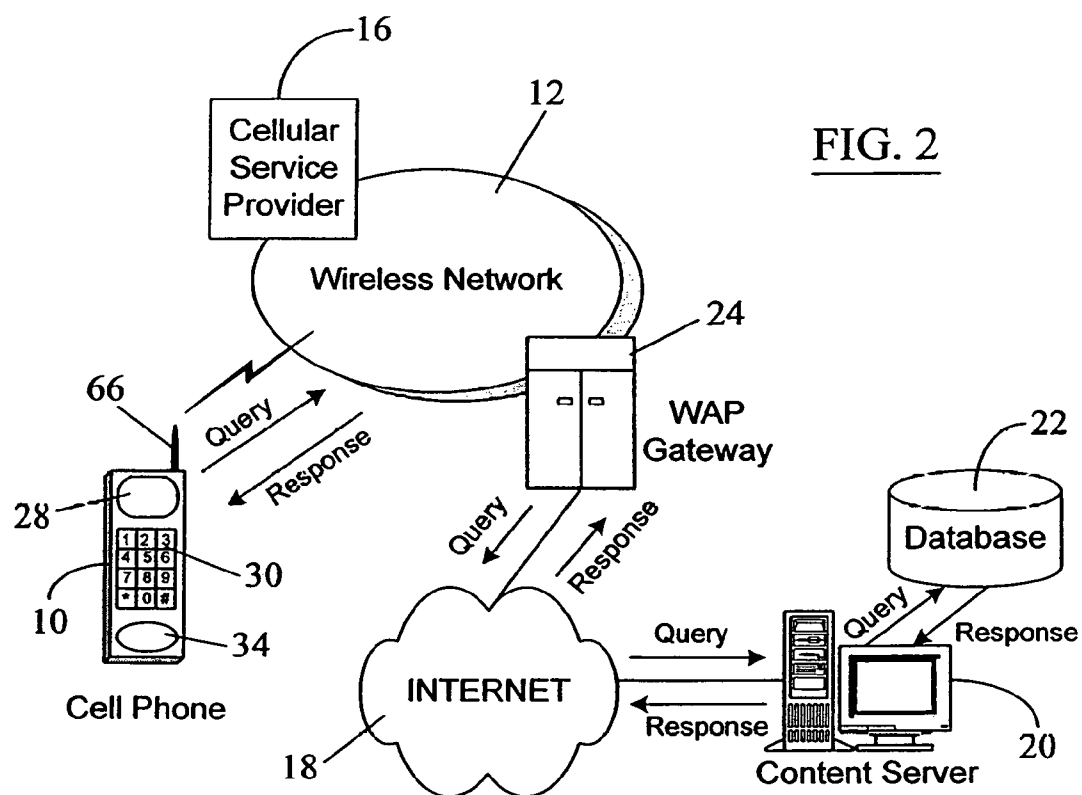 16
12
FIG. 2
Cellular
Service
Provider
Wireless Network
24
66
Query
Response
WAP
Gateway
22
28
1 2 3
4 5 6
7 8 9
* 0 #
30
10
34
Cell Phone
Query
Response
Database
Query
Response
INTERNET
Query
Response
18
20
Content Server